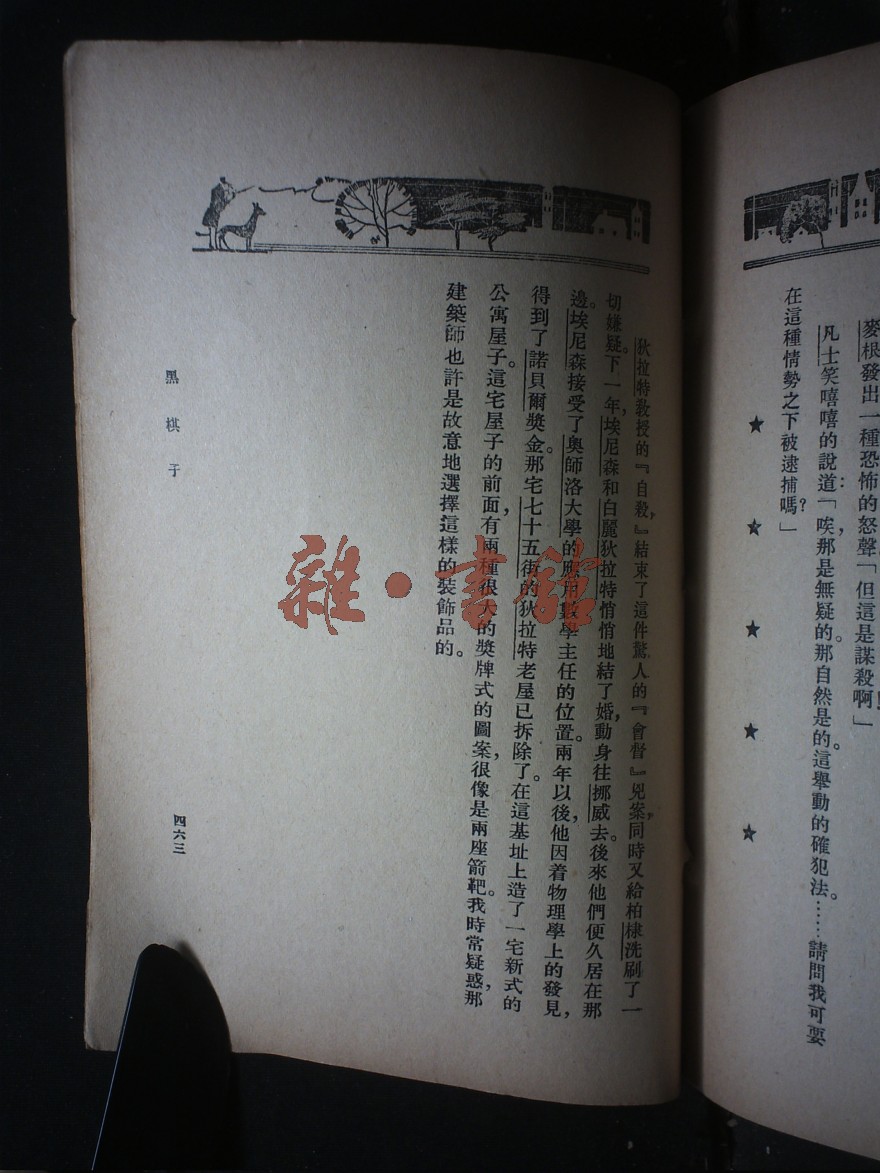 麥根發出一種恐怖的怒聲「但這是謀殺啊」
凡士笑嘻嘻的說道：「唉，那是無疑的那自然是的。這舉動的確犯法。……請問我可要
在這種情勢之下被逮捕嗎？」
★ ★ ★ ★ ★
狄拉特教授的『自殺，』結束了這件驚人的『會督』兇案，同時又給柏棣洗刷了一
切嫌疑。下一年，埃尼森和白麗狄拉特悄悄地結了婚，動身往挪威去。後來他們便久居在那
邊。埃尼森接受了奧師洛大學的應用數學主任的位置。兩年以後，他因着物理學上的發見，
得到了諾貝爾獎金。那宅七十五街的狄拉特老屋已拆除了。在這基址上造了一宅新式的
公寓屋子。這宅屋子的前面，有兩種很大的獎牌式的圖案，很像是兩座箭靶。我時常疑惑，那
建築師也許是故意地選擇這樣的裝飾品的。
黑棋子
四六三
雜·書館